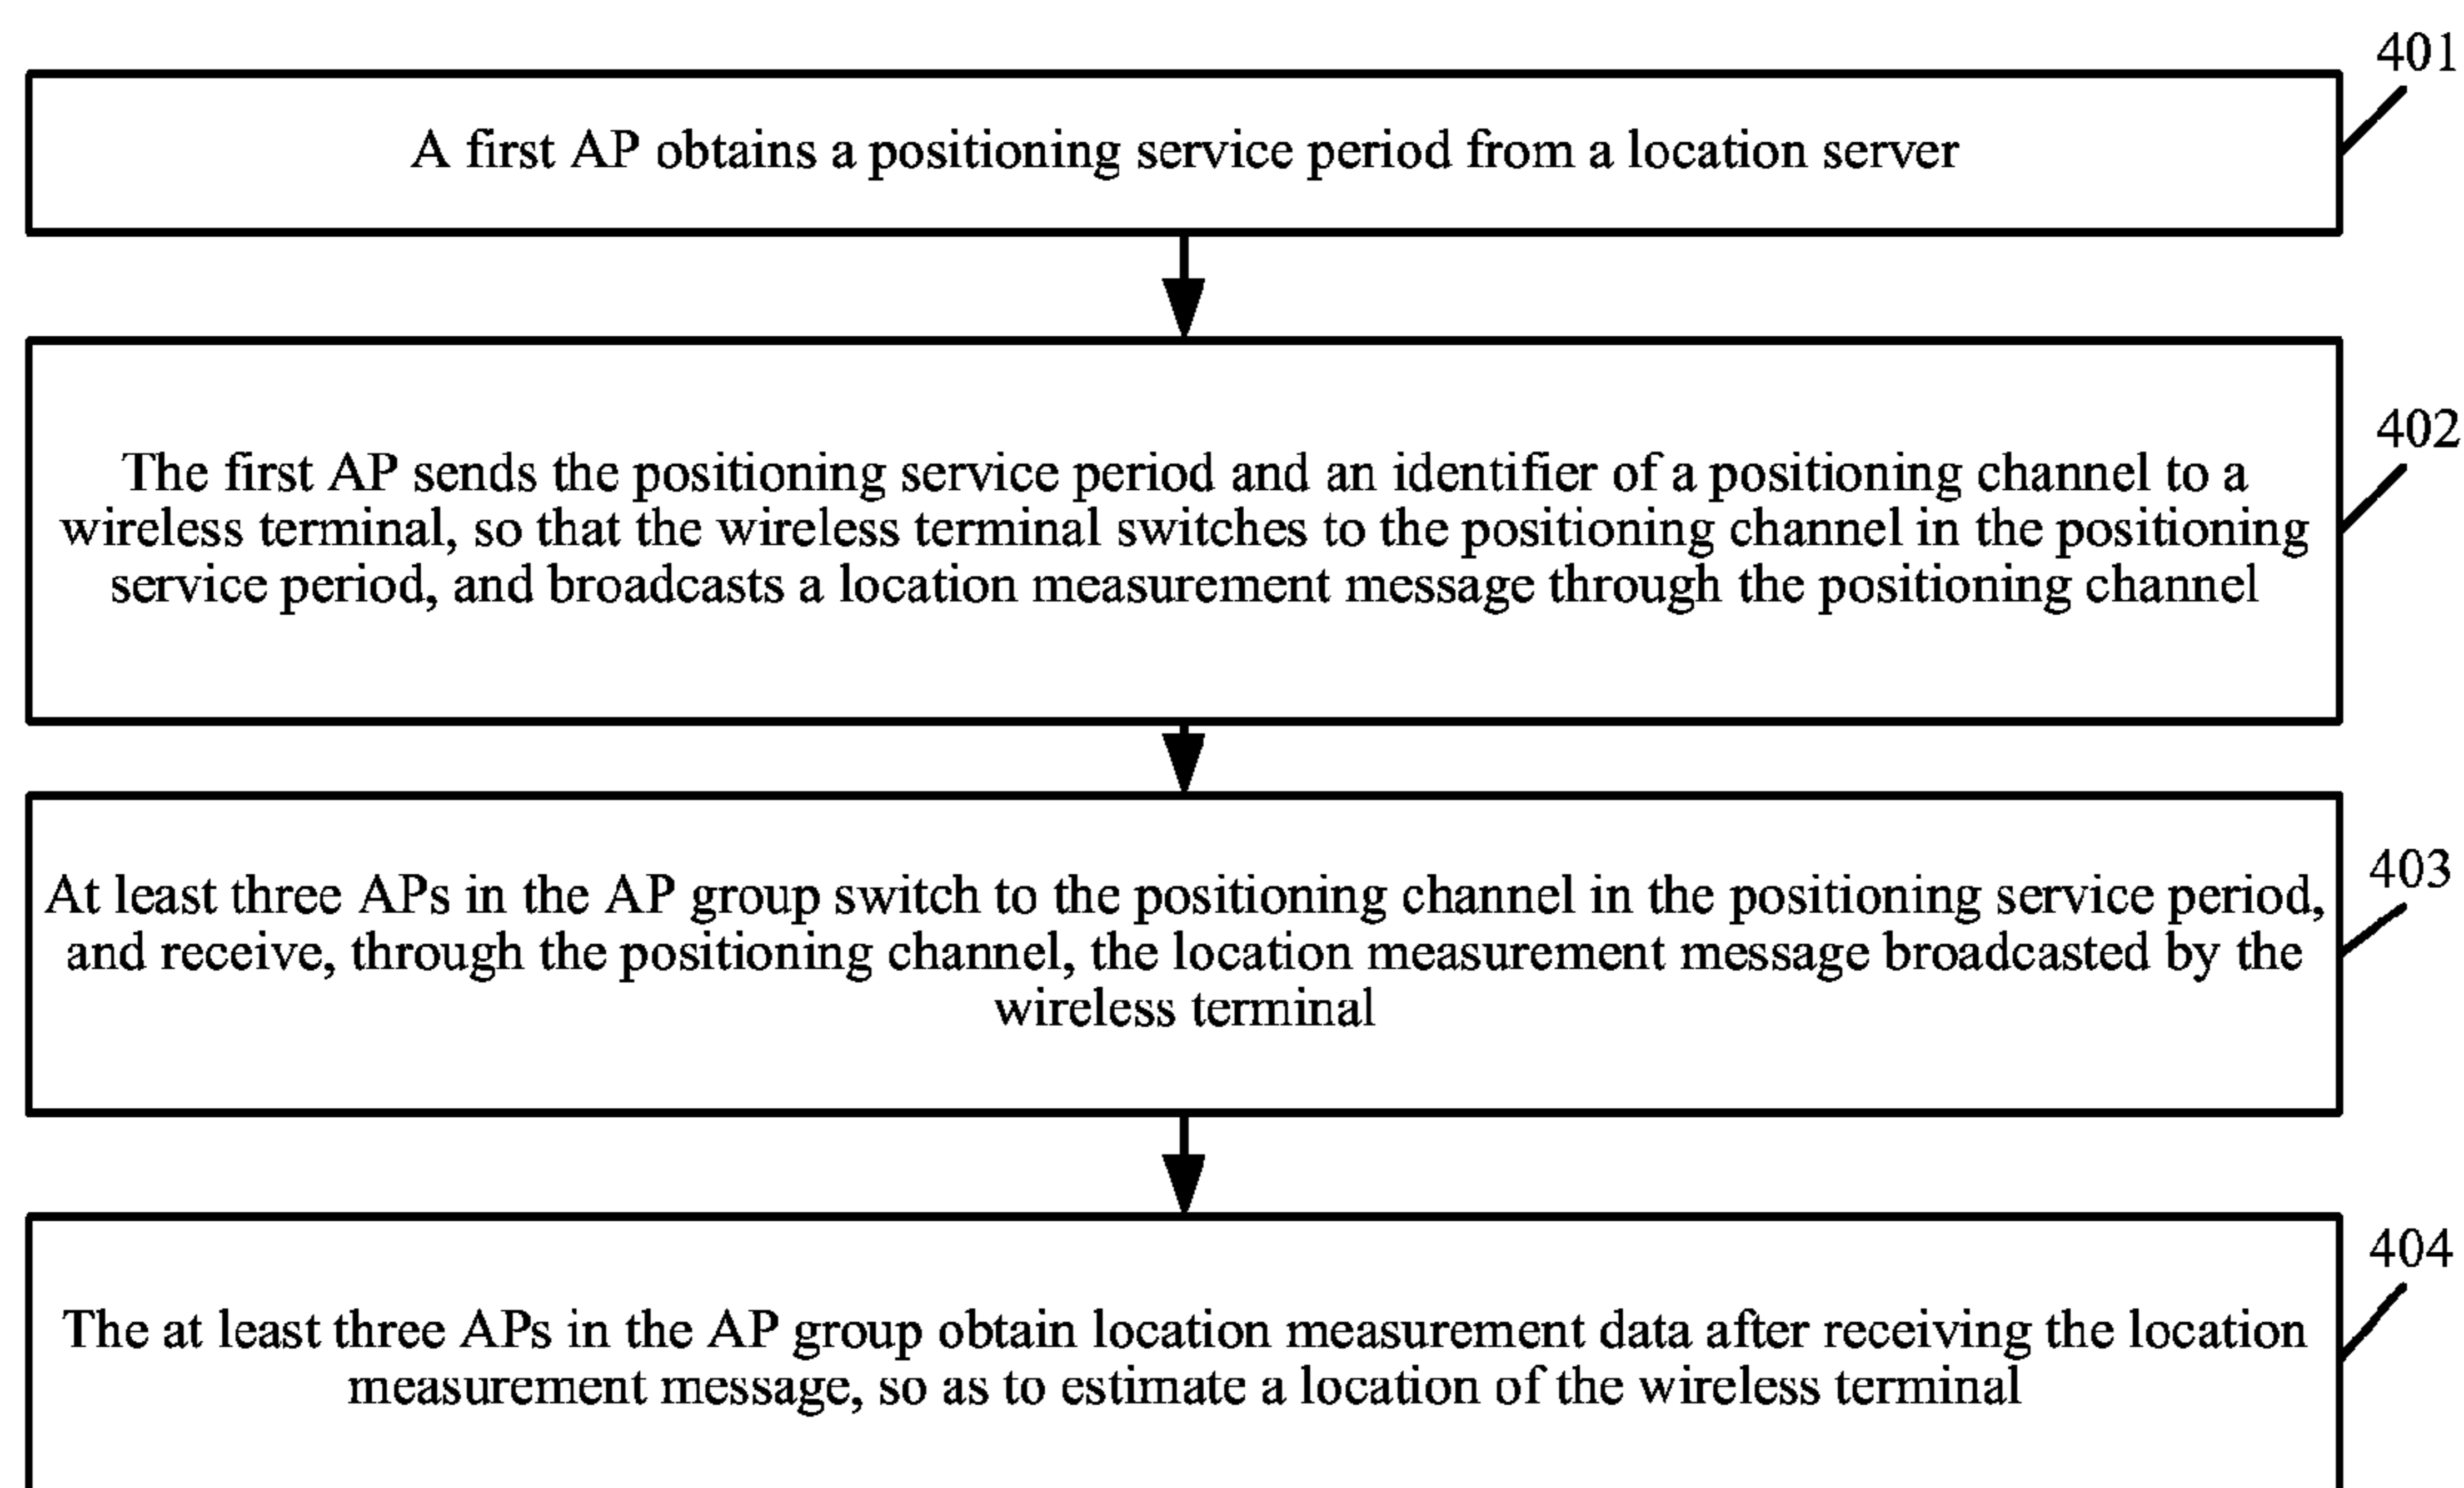 401
A first AP obtains a positioning service period from a location server
402
The first AP sends the positioning service period and an identifier of a positioning channel to a
wireless terminal, so that the wireless terminal switches to the positioning channel in the positioning
service period, and broadcasts a location measurement message through the positioning channel
403
At least three APs in the AP group switch to the positioning channel in the positioning service period,
and receive, through the positioning channel, the location measurement message broadcasted by the
wireless terminal
404
The at least three APs in the AP group obtain location measurement data after receiving the location
measurement message, so as to estimate a location of the wireless terminal